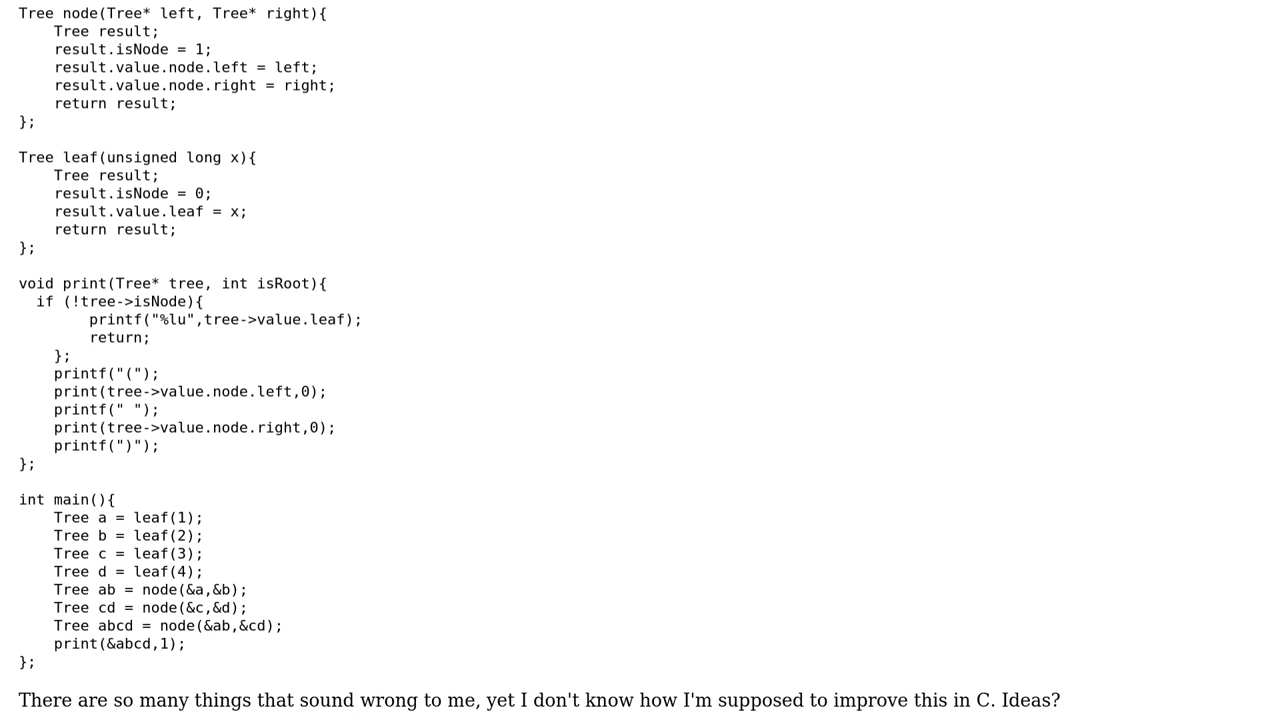 Tree node(Tree* left, Tree* right){
    Tree result;
    result.isNode = 1;
    result.value.node.left = left;
    result.value.node.right = right;
    return result;
};

Tree leaf(unsigned long x){
    Tree result;
    result.isNode = 0;
    result.value.leaf = x;
    return result;
};

void print(Tree* tree, int isRoot){
  if (!tree->isNode){
        printf("%lu",tree->value.leaf);
        return;
    };
    printf("(");
    print(tree->value.node.left,0);
    printf(" ");
    print(tree->value.node.right,0);
    printf(")");
};

int main(){
    Tree a = leaf(1);
    Tree b = leaf(2);
    Tree c = leaf(3);
    Tree d = leaf(4);
    Tree ab = node(&a,&b);
    Tree cd = node(&c,&d);
    Tree abcd = node(&ab,&cd);
    print(&abcd,1);
};

There are so many things that sound wrong to me, yet I don't know how I'm supposed to improve this in C. Ideas?